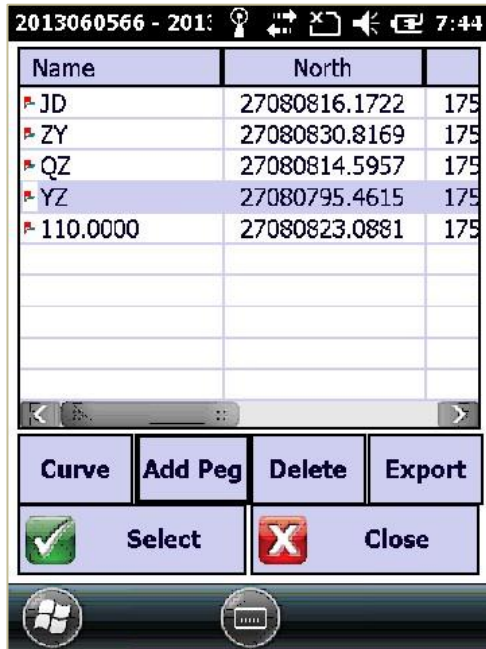 2013060566 - 201: 7:44
Name North
JD 27080816.1722 175
ZY 27080830.8169 175
QZ 27080814.5957 175
YZ 27080795.4615 175
110.0000 27080823.0881 175
Curve Add Peg Delete Export
Select Close